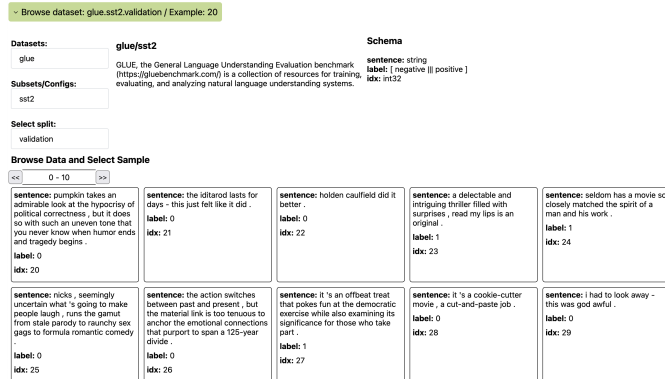 Browse dataset: glue.sst2.validation / Example: 20
Datasets:
glue
Subsets/Configs:
sst2
Select split:
validation
glue/sst2
GLUE, the General Language Understanding Evaluation benchmark
(https://gluebenchmark.com/) is a collection of resources for training,
evaluating, and analyzing natural language understanding systems.
Schema
sentence: string
label: [ negative ||| positive ]
idx: int32
Browse Data and Select Sample
<< 0 - 10 >>
sentence: pumpkin takes an
admirable look at the hypocrisy of
political correctness , but it does
so with such an uneven tone that
you never know when humor ends
and tragedy begins .
label: 0
idx: 20
sentence: the iditarod lasts for
days - this just felt like it did .
label: 0
idx: 21
sentence: holden caulfield did it
better .
label: 0
idx: 22
sentence: a delectable and
intriguing thriller filled with
surprises , read my lips is an
original .
label: 1
idx: 23
sentence: seldom has a movie so
closely matched the spirit of a
man and his work .
label: 1
idx: 24
sentence: nicks , seemingly
uncertain what 's going to make
people laugh , runs the gamut
from stale parody to raunchy sex
gags to formula romantic comedy
.
label: 0
idx: 25
sentence: the action switches
between past and present , but
the material link is too tenuous to
anchor the emotional connections
that purport to span a 125-year
divide .
label: 0
idx: 26
sentence: it 's an offbeat treat
that pokes fun at the democratic
exercise while also examining its
significance for those who take
part .
label: 1
idx: 27
sentence: it 's a cookie-cutter
movie , a cut-and-paste job .
label: 0
idx: 28
sentence: i had to look away -
this was god awful .
label: 0
idx: 29